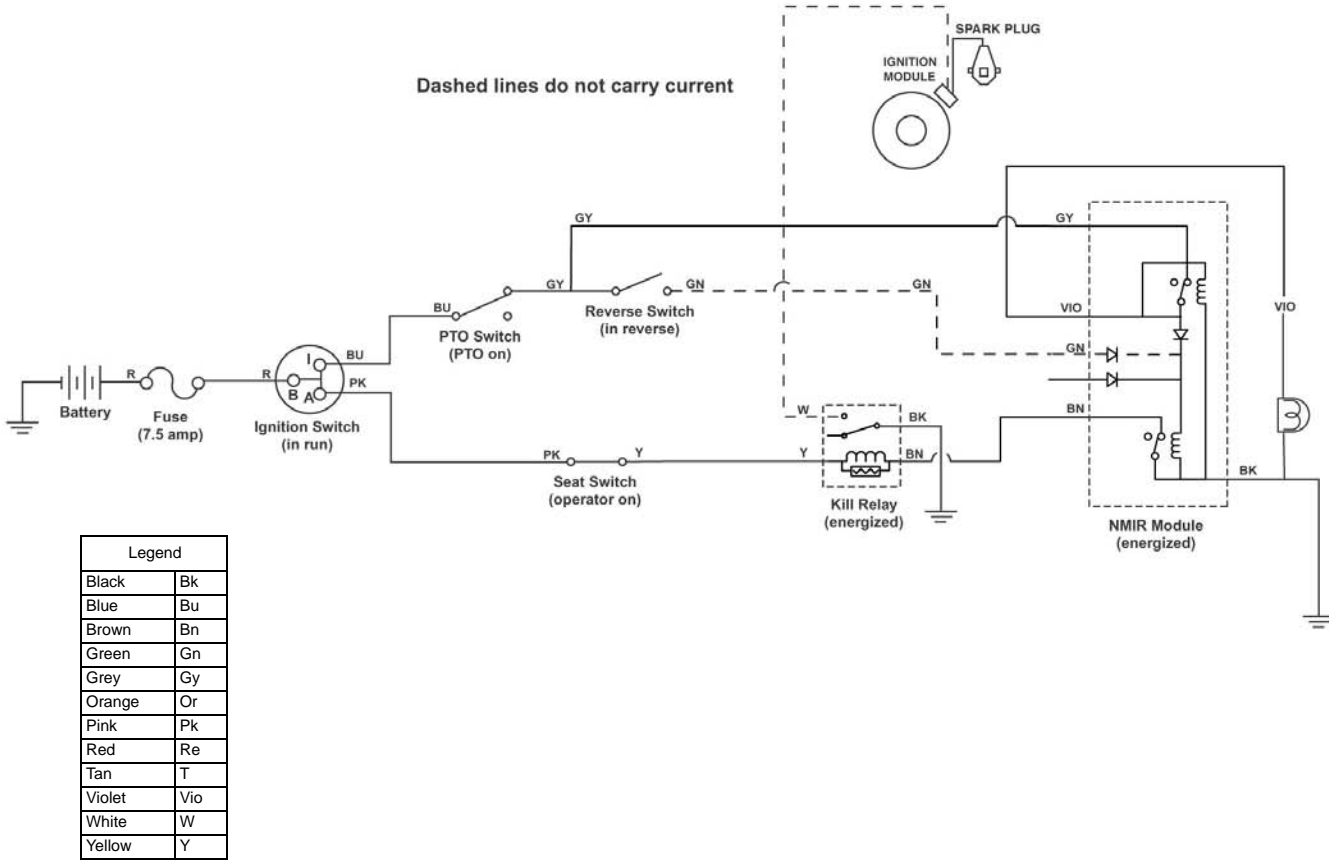 SPARK PLUG
IGNITION
MODULE
Dashed lines do not carry current
GY
GY
VIO
BU
GY
GN
GN
Reverse Switch
(in reverse)
PTO Switch
(PTO on)
VIO
GN
I
BU
R
R
B
A
PK
Battery
Fuse
(7.5 amp)
Ignition Switch
(in run)
W
BK
BN
PK
Y
Y
BN
BK
Seat Switch
(operator on)
Kill Relay
(energized)
NMIR Module
(energized)
Legend
Black Bk
Blue Bu
Brown Bn
Green Gn
Grey Gy
Orange Or
Pink Pk
Red Re
Tan T
Violet Vio
White W
Yellow Y